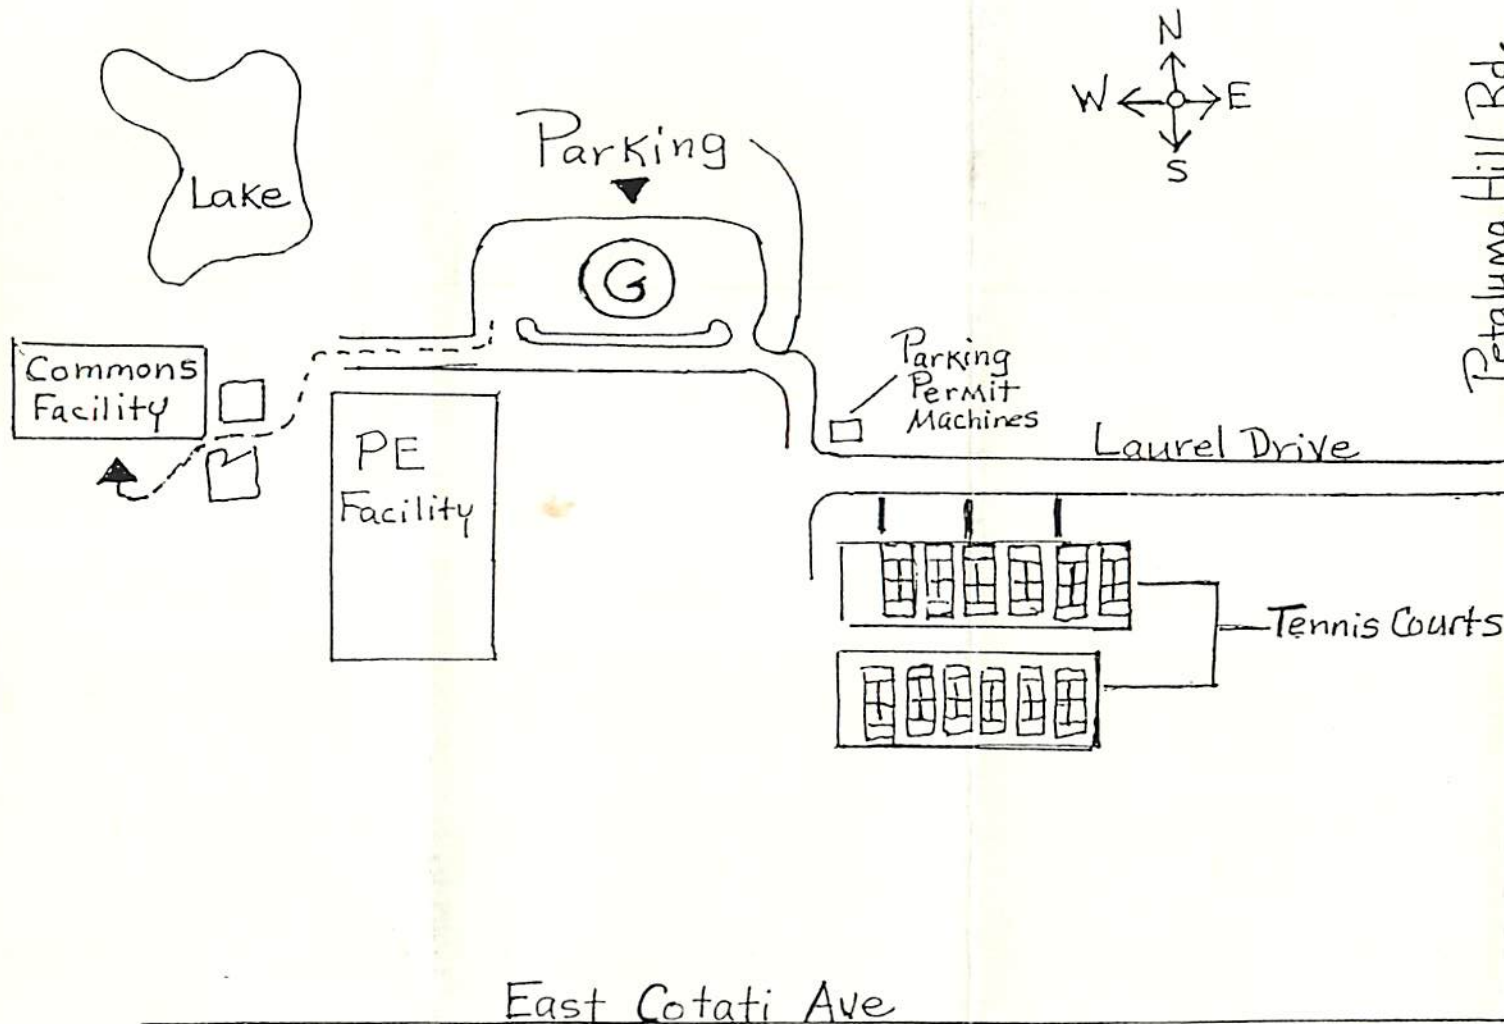 N
W E
S
Petaluma Hill Rd.
Parking
Lake
G
Commons
Facility
Parking
Permit
Machines
PE
Facility
Laurel Drive
Tennis Courts
East Cotati Ave